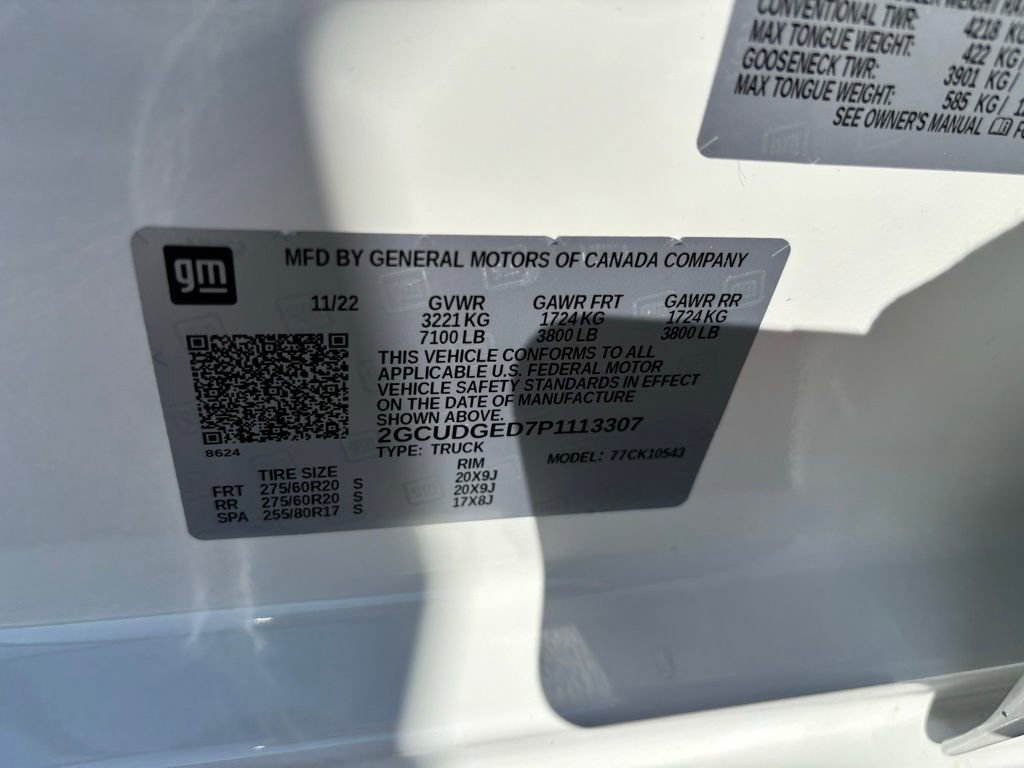 CONVENTIONAL TWR: 4218 KG
MAX TONGUE WEIGHT: 422 KG/
GOOSENECK TWR: 3901 KG/
MAX TONGUE WEIGHT: 585 KG/ 1
SEE OWNER'S MANUAL
gm
MFD BY GENERAL MOTORS OF CANADA COMPANY
11/22 GVWR GAWR FRT GAWR RR
3221 KG 1724 KG 1724 KG
7100 LB 3800 LB 3800 LB
THIS VEHICLE CONFORMS TO ALL
APPLICABLE U.S. FEDERAL MOTOR
VEHICLE SAFETY STANDARDS IN EFFECT
ON THE DATE OF MANUFACTURE
SHOWN ABOVE.
2GCUDGED7P1113307
8624
TYPE: TRUCK MODEL: 77CK10543
TIRE SIZE RIM
FRT 275/60R20 S 20X9J
RR 275/60R20 S 20X9J
SPA 255/80R17 S 17X8J